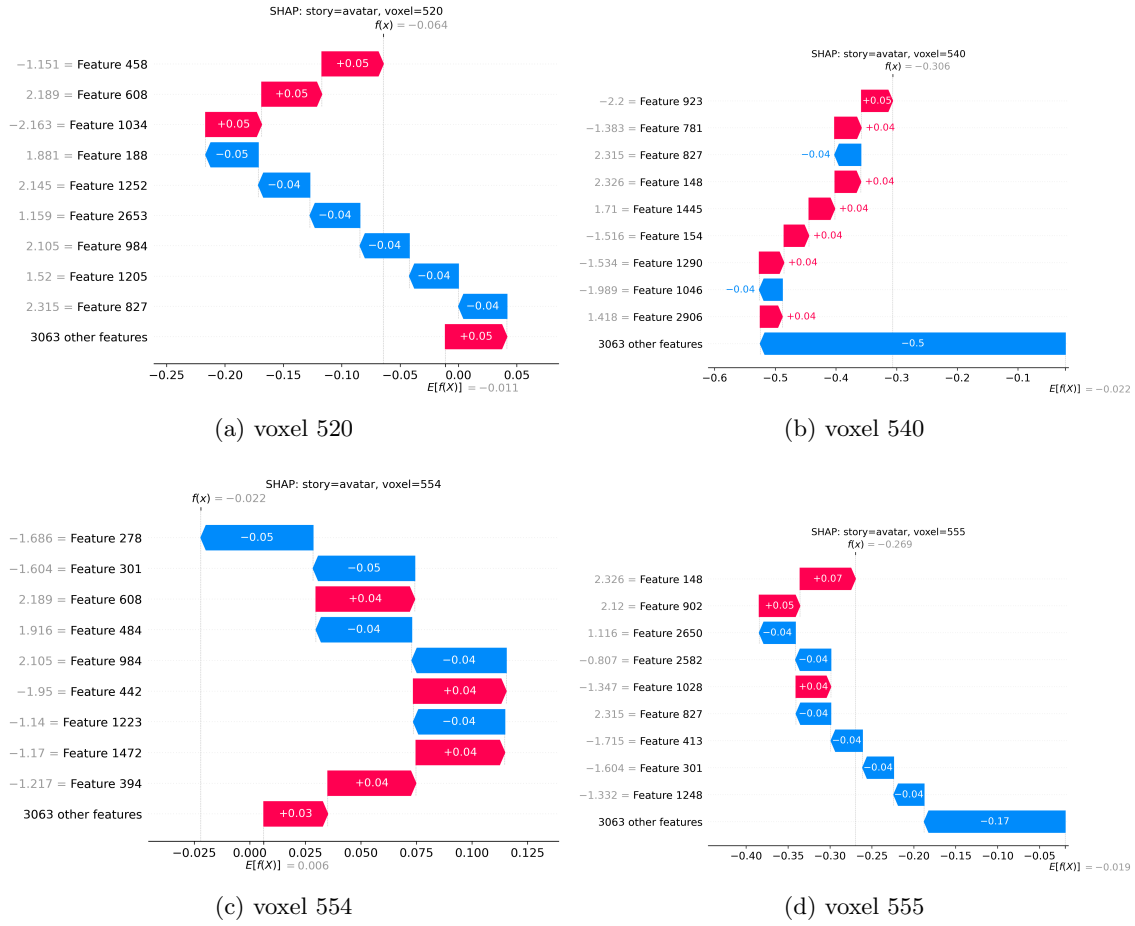 SHAP: story=avatar, voxel=520
f(x) = −0.064
−1.151 = Feature 458
+0.05
2.189 = Feature 608
+0.05
−2.163 = Feature 1034
+0.05
1.881 = Feature 188
−0.05
2.145 = Feature 1252
−0.04
1.159 = Feature 2653
−0.04
2.105 = Feature 984
−0.04
1.52 = Feature 1205
−0.04
2.315 = Feature 827
−0.04
3063 other features
+0.05
−0.25 −0.20 −0.15 −0.10 −0.05 0.00 0.05
E[f(X)] = −0.011
(a) voxel 520
SHAP: story=avatar, voxel=540
f(x) = −0.306
−2.2 = Feature 923
+0.05
−1.383 = Feature 781
+0.04
2.315 = Feature 827
−0.04
2.326 = Feature 148
+0.04
1.71 = Feature 1445
+0.04
−1.516 = Feature 154
+0.04
−1.534 = Feature 1290
+0.04
−1.989 = Feature 1046
−0.04
1.418 = Feature 2906
+0.04
3063 other features
−0.5
−0.6 −0.5 −0.4 −0.3 −0.2 −0.1
E[f(X)] = −0.022
(b) voxel 540
SHAP: story=avatar, voxel=554
f(x) = −0.022
−1.686 = Feature 278
−0.05
−1.604 = Feature 301
−0.05
2.189 = Feature 608
+0.04
1.916 = Feature 484
−0.04
2.105 = Feature 984
−0.04
−1.95 = Feature 442
+0.04
−1.14 = Feature 1223
−0.04
−1.17 = Feature 1472
+0.04
−1.217 = Feature 394
+0.04
3063 other features
+0.03
−0.025 0.000 0.025 0.050 0.075 0.100 0.125
E[f(X)] = 0.006
(c) voxel 554
SHAP: story=avatar, voxel=555
f(x) = −0.269
2.326 = Feature 148
+0.07
2.12 = Feature 902
+0.05
1.116 = Feature 2650
−0.04
−0.807 = Feature 2582
−0.04
−1.347 = Feature 1028
+0.04
2.315 = Feature 827
−0.04
−1.715 = Feature 413
−0.04
−1.604 = Feature 301
−0.04
−1.332 = Feature 1248
−0.04
3063 other features
−0.17
−0.40 −0.35 −0.30 −0.25 −0.20 −0.15 −0.10 −0.05
E[f(X)] = −0.019
(d) voxel 555